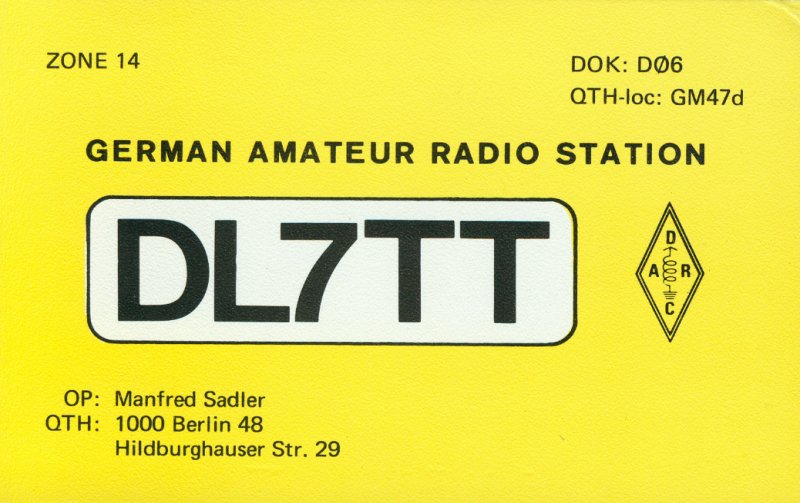 ZONE 14
DOK: DØ6
QTH-loc: GM47d
GERMAN AMATEUR RADIO STATION
DL7TT
D
A R
C
OP: Manfred Sadler
QTH: 1000 Berlin 48
Hildburghauser Str. 29